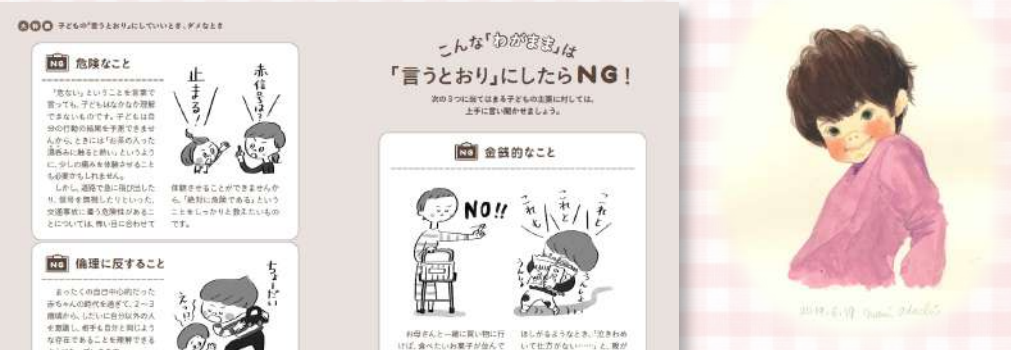 子どもの"言うとおり"にしていいとき、ダメなとき
NG 危険なこと
「危ない」ということを言葉で
言っても、子どもはなかなか理解
できないものです。子どもは自
分の行動の結果を予測できませ
んから、ときには「お茶の入った
湯呑みに触ると熱い」というよう
に、少しの痛みを体験させること
も必要かもしれません。
しかし、道路で急に飛び出した
り、信号を無視したりといった、
交通事故に遭う危険性があるこ
とについては、怖い目に合わせて
体験させることができませんか
ら、「絶対に危険である」という
ことをしっかりと教えたいもの
です。
赤信号は?
止まる!
NG 倫理に反すること
まったくの自己中心的だった
赤ちゃんの時代を過ぎて、2〜3
歳頃から、しだいに自分以外の人
を意識し、相手も自分と同じよう
な存在であることを理解できる
ちょーだい
こんな「わがまま」は
「言うとおり」にしたらNG!
次の3つに当てはまる子どもの主張に対しては、
上手に言い聞かせましょう。
NG 金銭的なこと
NO!!
これと
これと
これも
お母さんと一緒に買い物に行
けば、食べたいお菓子が並んで
ほしがるようなとき、「泣きわめ
いて仕方がない……」と、親が